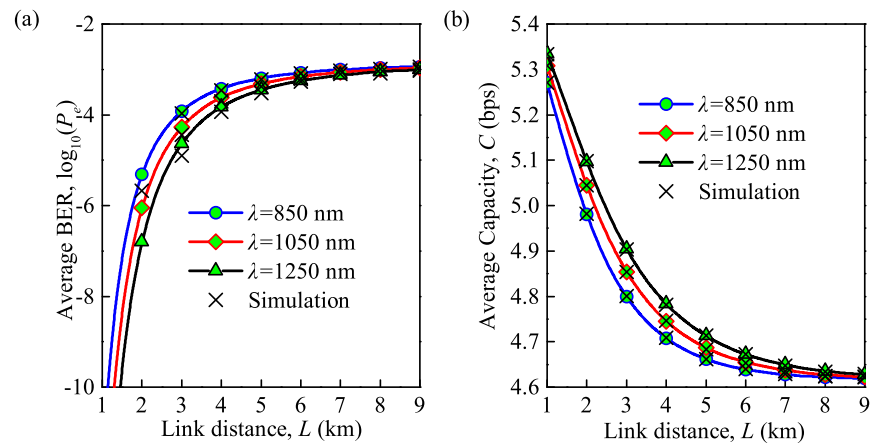 (a)
-2
-4
-6
-8
-10
Average BER, log10(Pe)
λ=850 nm
λ=1050 nm
λ=1250 nm
Simulation
1 2 3 4 5 6 7 8 9
Link distance, L (km)
(b)
5.4
5.3
5.2
5.1
5.0
4.9
4.8
4.7
4.6
Average Capacity, C (bps)
λ=850 nm
λ=1050 nm
λ=1250 nm
Simulation
1 2 3 4 5 6 7 8 9
Link distance, L (km)